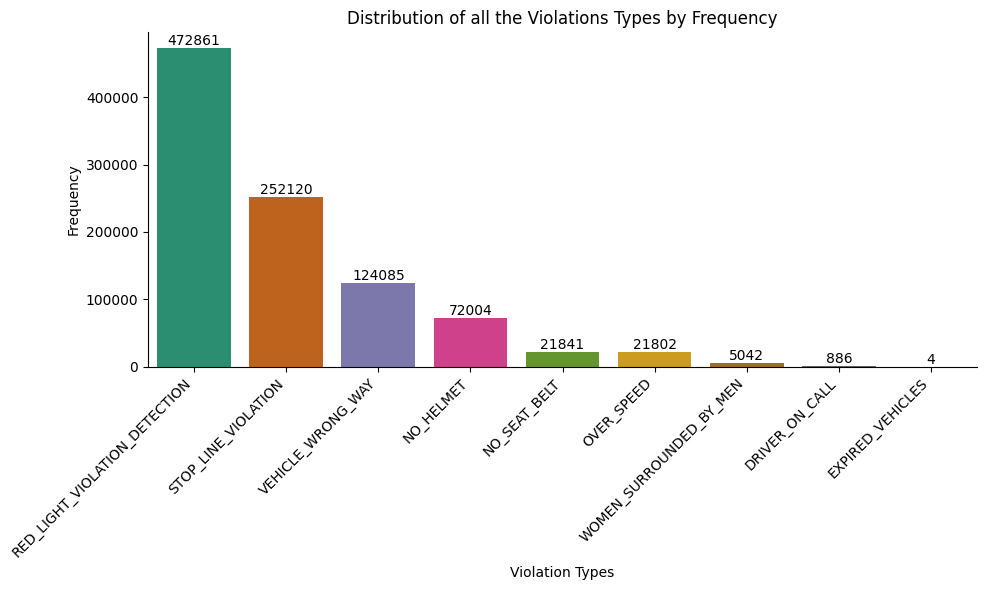 Distribution of all the Violations Types by Frequency
Frequency
400000
300000
200000
100000
0
472861
252120
124085
72004
21841
21802
5042
886
4
RED_LIGHT_VIOLATION_DETECTION
STOP_LINE_VIOLATION
VEHICLE_WRONG_WAY
NO_HELMET
NO_SEAT_BELT
OVER_SPEED
WOMEN_SURROUNDED_BY_MEN
DRIVER_ON_CALL
EXPIRED_VEHICLES
Violation Types